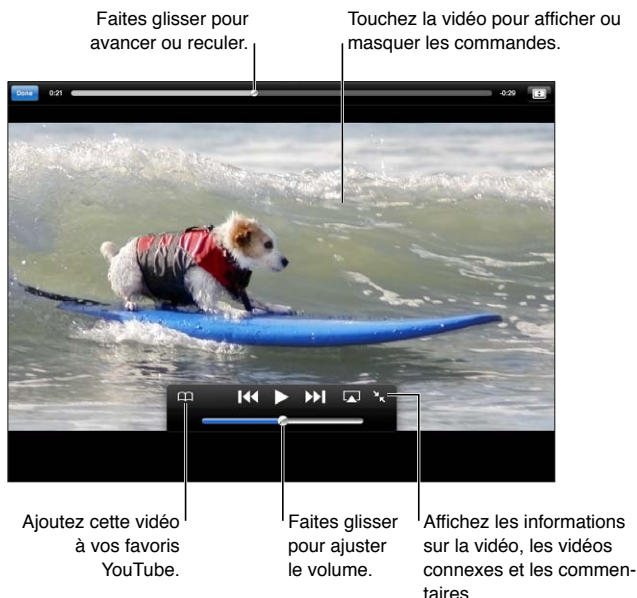 Faites glisser pour
avancer ou reculer.
Touchez la vidéo pour afficher ou
masquer les commandes.
Done
0:21
-0:29
Ajoutez cette vidéo
à vos favoris
YouTube.
Faites glisser
pour ajuster
le volume.
Affichez les informations
sur la vidéo, les vidéos
connexes et les commen-
taires.